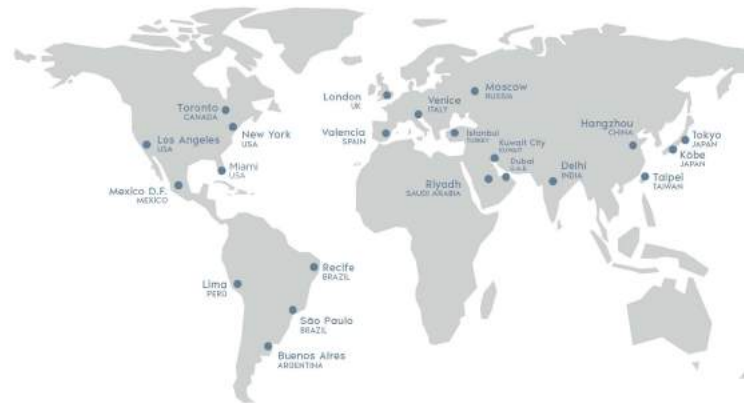 Toronto
CANADA
Los Angeles
USA
New York
USA
Miami
USA
Mexico D.F.
MEXICO
Lima
PERÚ
Recife
BRAZIL
São Paulo
BRAZIL
Buenos Aires
ARGENTINA
London
UK
Valencia
SPAIN
Venice
ITALY
Moscow
RUSSIA
Istanbul
TURKEY
Kuwait City
KUWAIT
Dubai
U.A.E.
Riyadh
SAUDI ARABIA
Delhi
INDIA
Hangzhou
CHINA
Tokyo
JAPAN
Kōbe
JAPAN
Taipei
TAIWAN